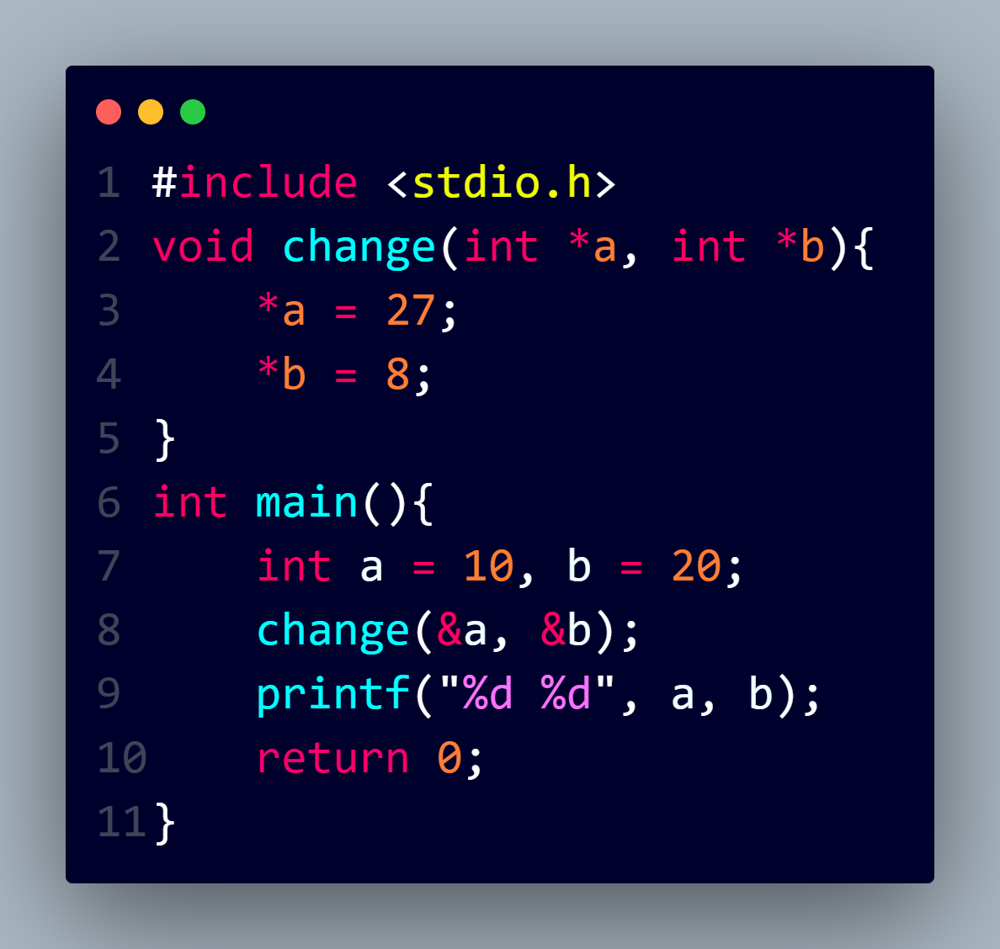 1 #include <stdio.h>
2 void change(int *a, int *b){
3     *a = 27;
4     *b = 8;
5 }
6 int main(){
7     int a = 10, b = 20;
8     change(&a, &b);
9     printf("%d %d", a, b);
10     return 0;
11 }